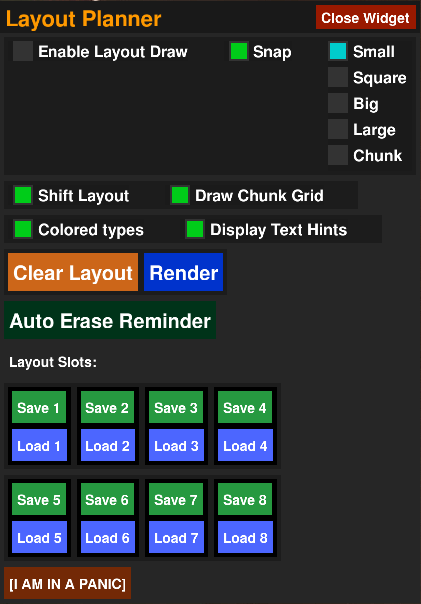 Layout Planner Close Widget
Enable Layout Draw Snap Small
Square
Big
Large
Chunk
Shift Layout Draw Chunk Grid
Colored types Display Text Hints
Clear Layout Render
Auto Erase Reminder
Layout Slots:
Save 1 Save 2 Save 3 Save 4
Load 1 Load 2 Load 3 Load 4
Save 5 Save 6 Save 7 Save 8
Load 5 Load 6 Load 7 Load 8
[I AM IN A PANIC]